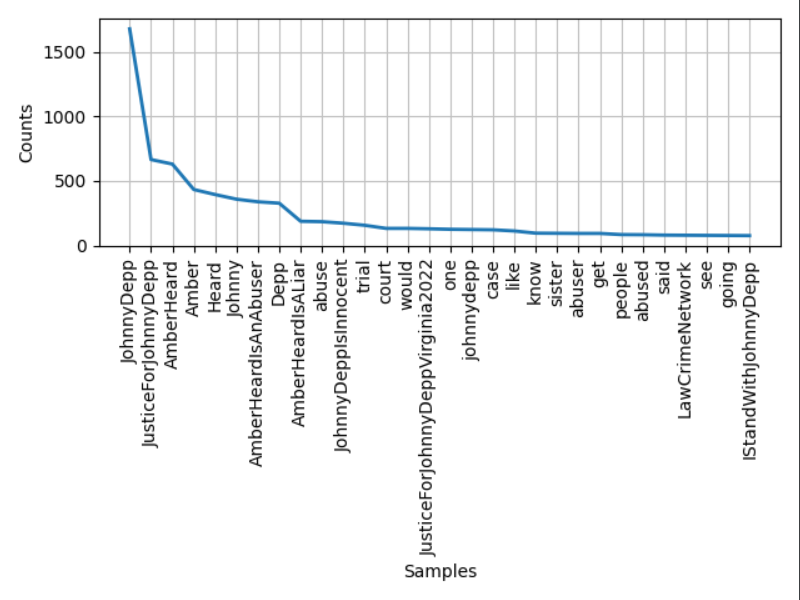 1500
1000
500
0
Counts
JohnnyDepp
JusticeForJohnnyDepp
AmberHeard
Amber
Heard
Johnny
AmberHeardIsAnAbuser
Depp
AmberHeardIsALiar
abuse
JohnnyDeppIsInnocent
trial
court
would
JusticeForJohnnyDeppVirginia2022
one
johnnydepp
case
like
know
sister
abuser
get
people
abused
said
LawCrimeNetwork
see
going
IStandWithJohnnyDepp
Samples